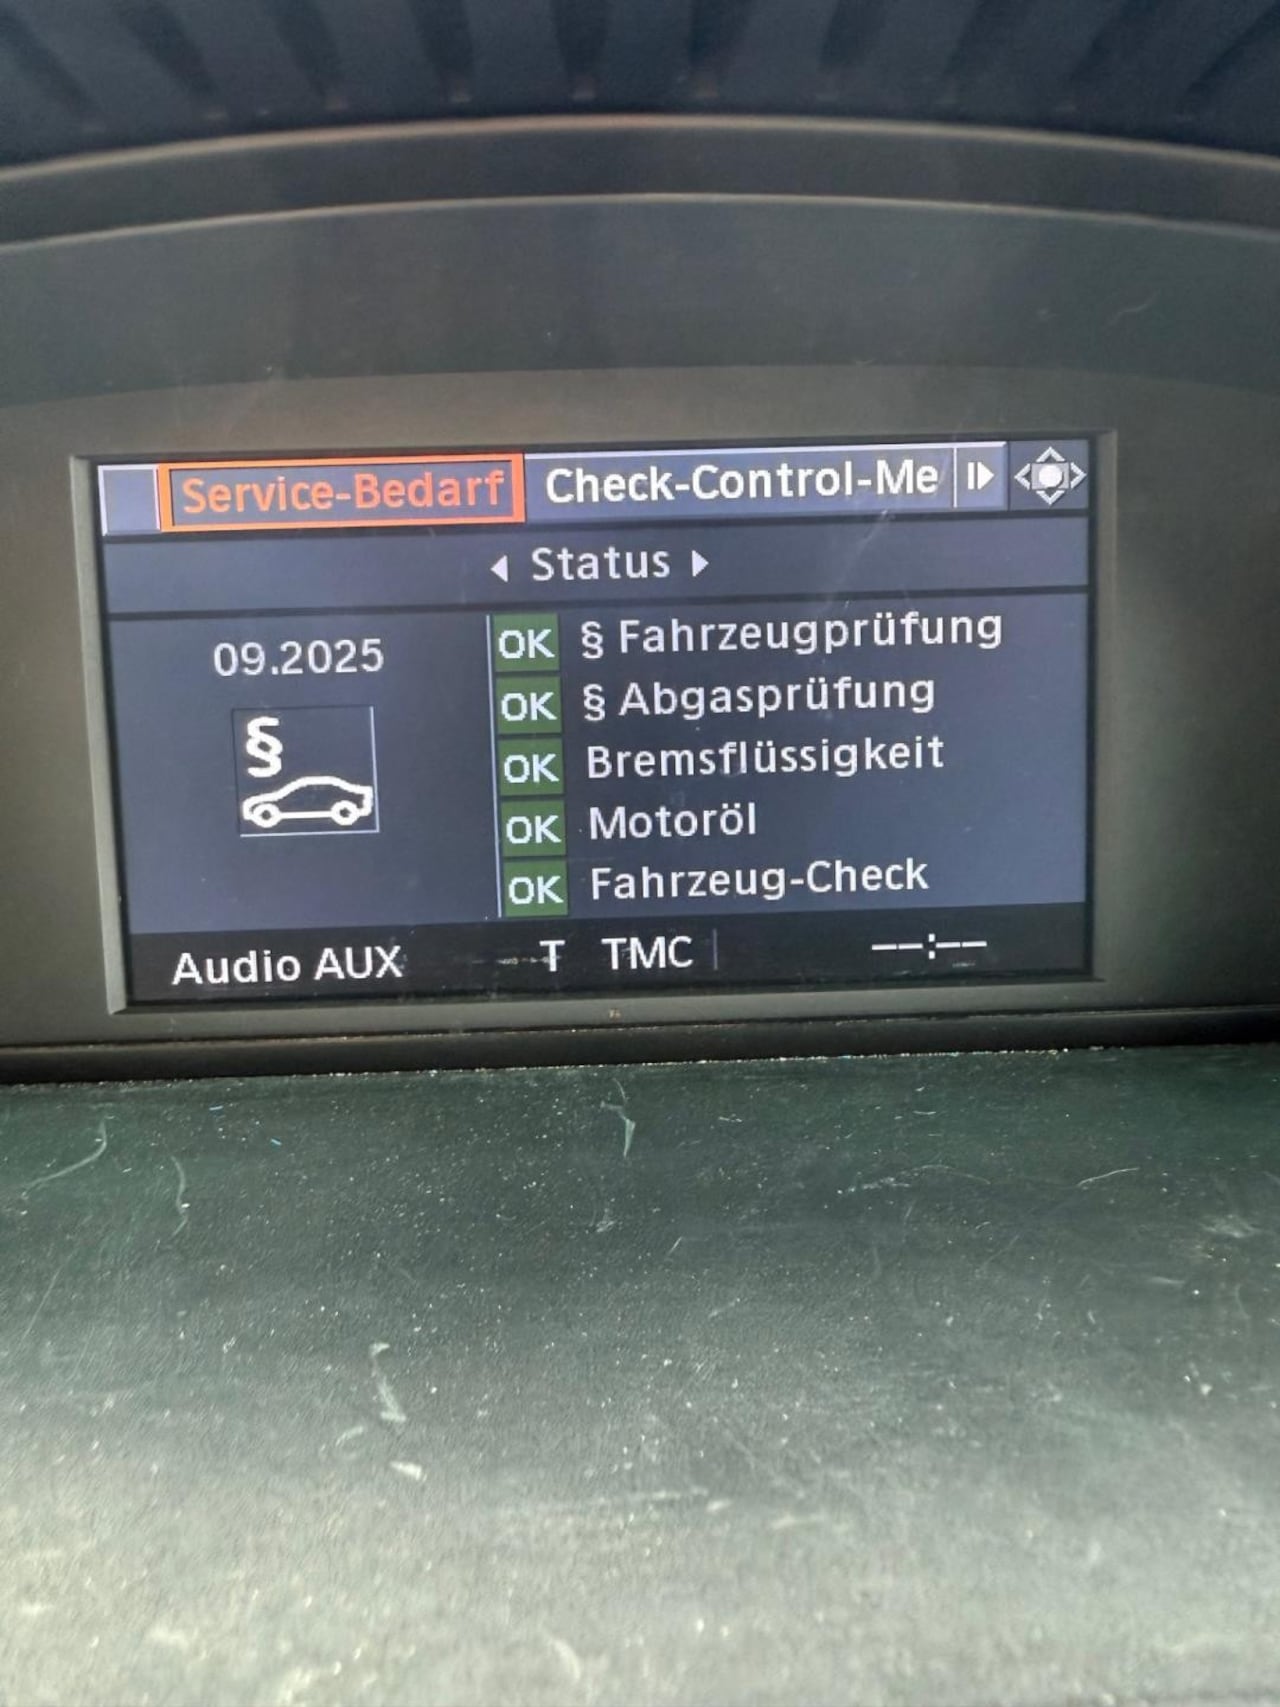 Service-Bedarf Check-Control-Me
Status
09.2025
§
OK § Fahrzeugprüfung
OK § Abgasprüfung
OK Bremsflüssigkeit
OK Motoröl
OK Fahrzeug-Check
Audio AUX T TMC --:--